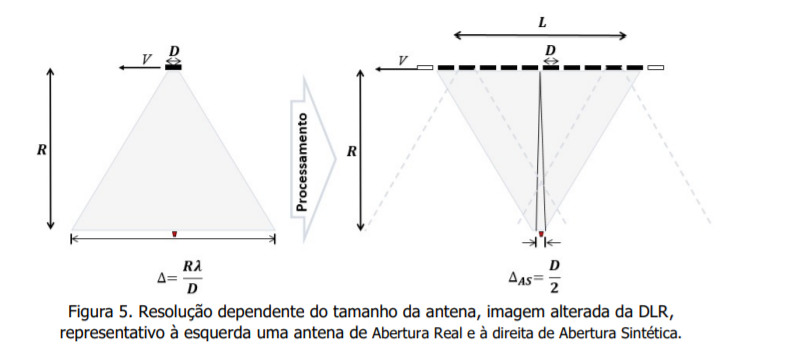 L
V
D
D
V
R
Processamento
R
Δ= Rλ/D
Δ_AS= D/2
Figura 5. Resolução dependente do tamanho da antena, imagem alterada da DLR,
representativo à esquerda uma antena de Abertura Real e à direita de Abertura Sintética.